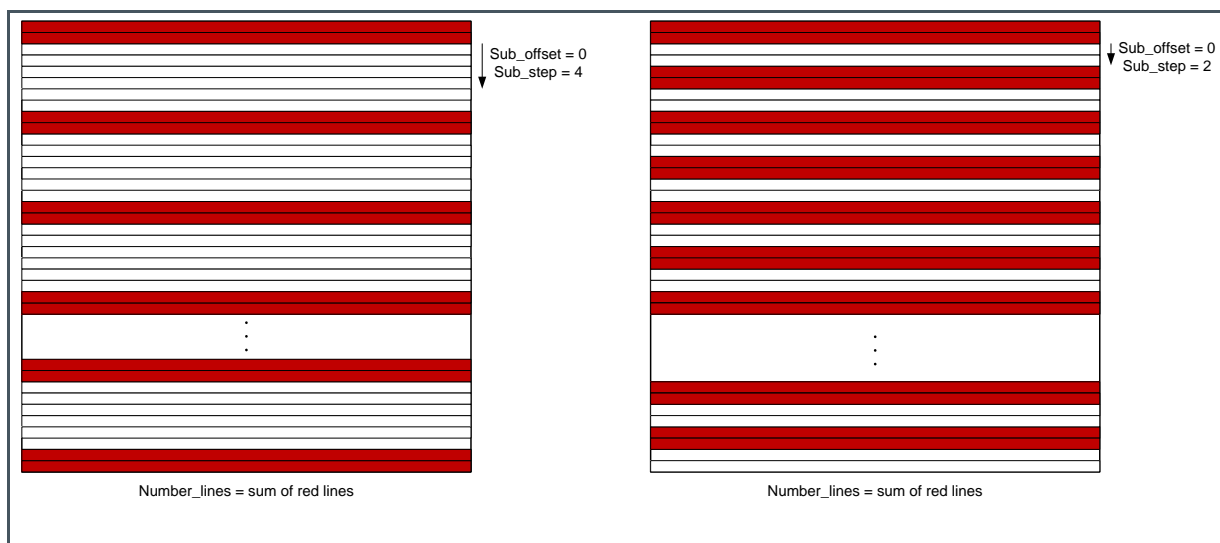 Sub_offset = 0
Sub_step = 4
Number_lines = sum of red lines
Sub_offset = 0
Sub_step = 2
Number_lines = sum of red lines